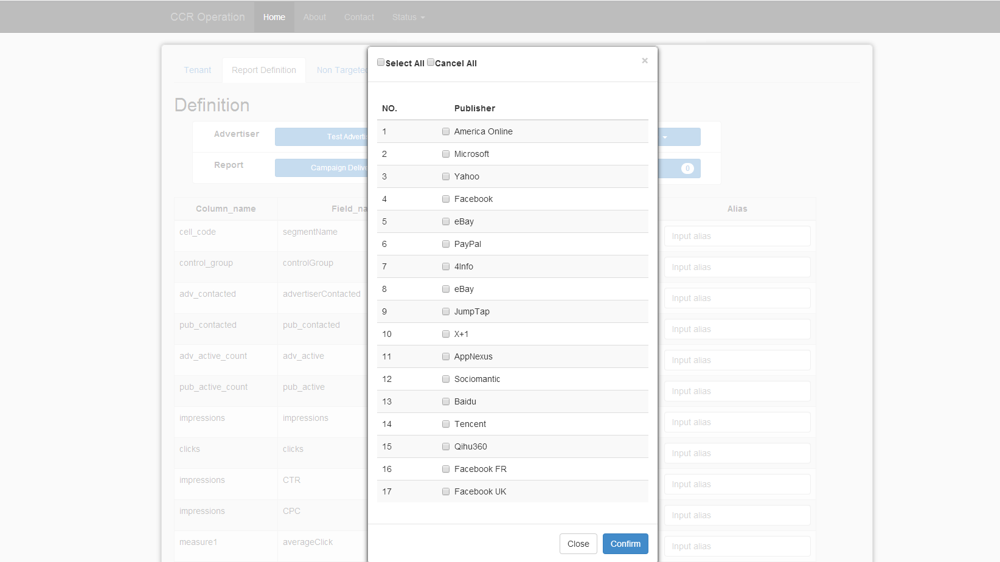 CCR Operation Home About Contact Status
Select All Cancel All ×
Tenant Report Definition Non Targeted
Definition
NO. Publisher
Advertiser Test Advertis
Report Campaign Delive 0
Column_name Field_na Alias
1 America Online
2 Microsoft
3 Yahoo
4 Facebook
5 eBay
6 PayPal
7 4Info
8 eBay
9 JumpTap
10 X+1
11 AppNexus
12 Sociomantic
13 Baidu
14 Tencent
15 Qihu360
16 Facebook FR
17 Facebook UK
Close Confirm
cell_code segmentName Input alias
control_group controlGroup Input alias
adv_contacted advertiserContacted Input alias
pub_contacted pub_contacted Input alias
adv_active_count adv_active Input alias
pub_active_count pub_active Input alias
impressions impressions Input alias
clicks clicks Input alias
impressions CTR Input alias
impressions CPC Input alias
measure1 averageClick Input alias